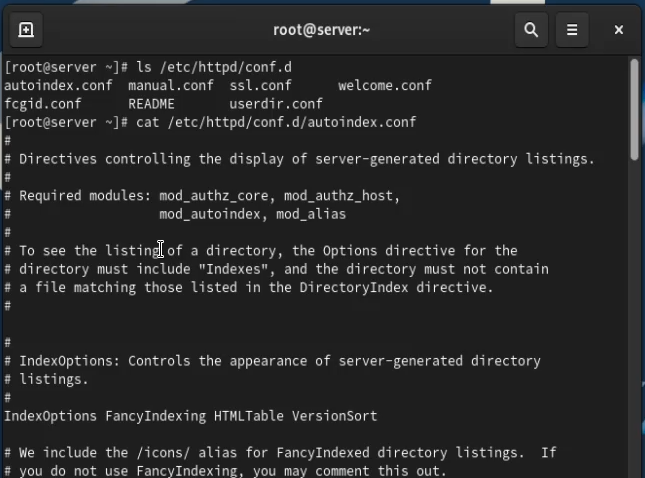 root@server:~
[root@server ~]# ls /etc/httpd/conf.d
autoindex.conf  manual.conf  ssl.conf     welcome.conf
fcgid.conf      README       userdir.conf
[root@server ~]# cat /etc/httpd/conf.d/autoindex.conf
#
# Directives controlling the display of server-generated directory listings.
#
# Required modules: mod_authz_core, mod_authz_host,
#                   mod_autoindex, mod_alias
#
# To see the listing of a directory, the Options directive for the
# directory must include "Indexes", and the directory must not contain
# a file matching those listed in the DirectoryIndex directive.
#
#
# IndexOptions: Controls the appearance of server-generated directory
# listings.
#
IndexOptions FancyIndexing HTMLTable VersionSort
# We include the /icons/ alias for FancyIndexed directory listings.  If
# you do not use FancyIndexing, you may comment this out.